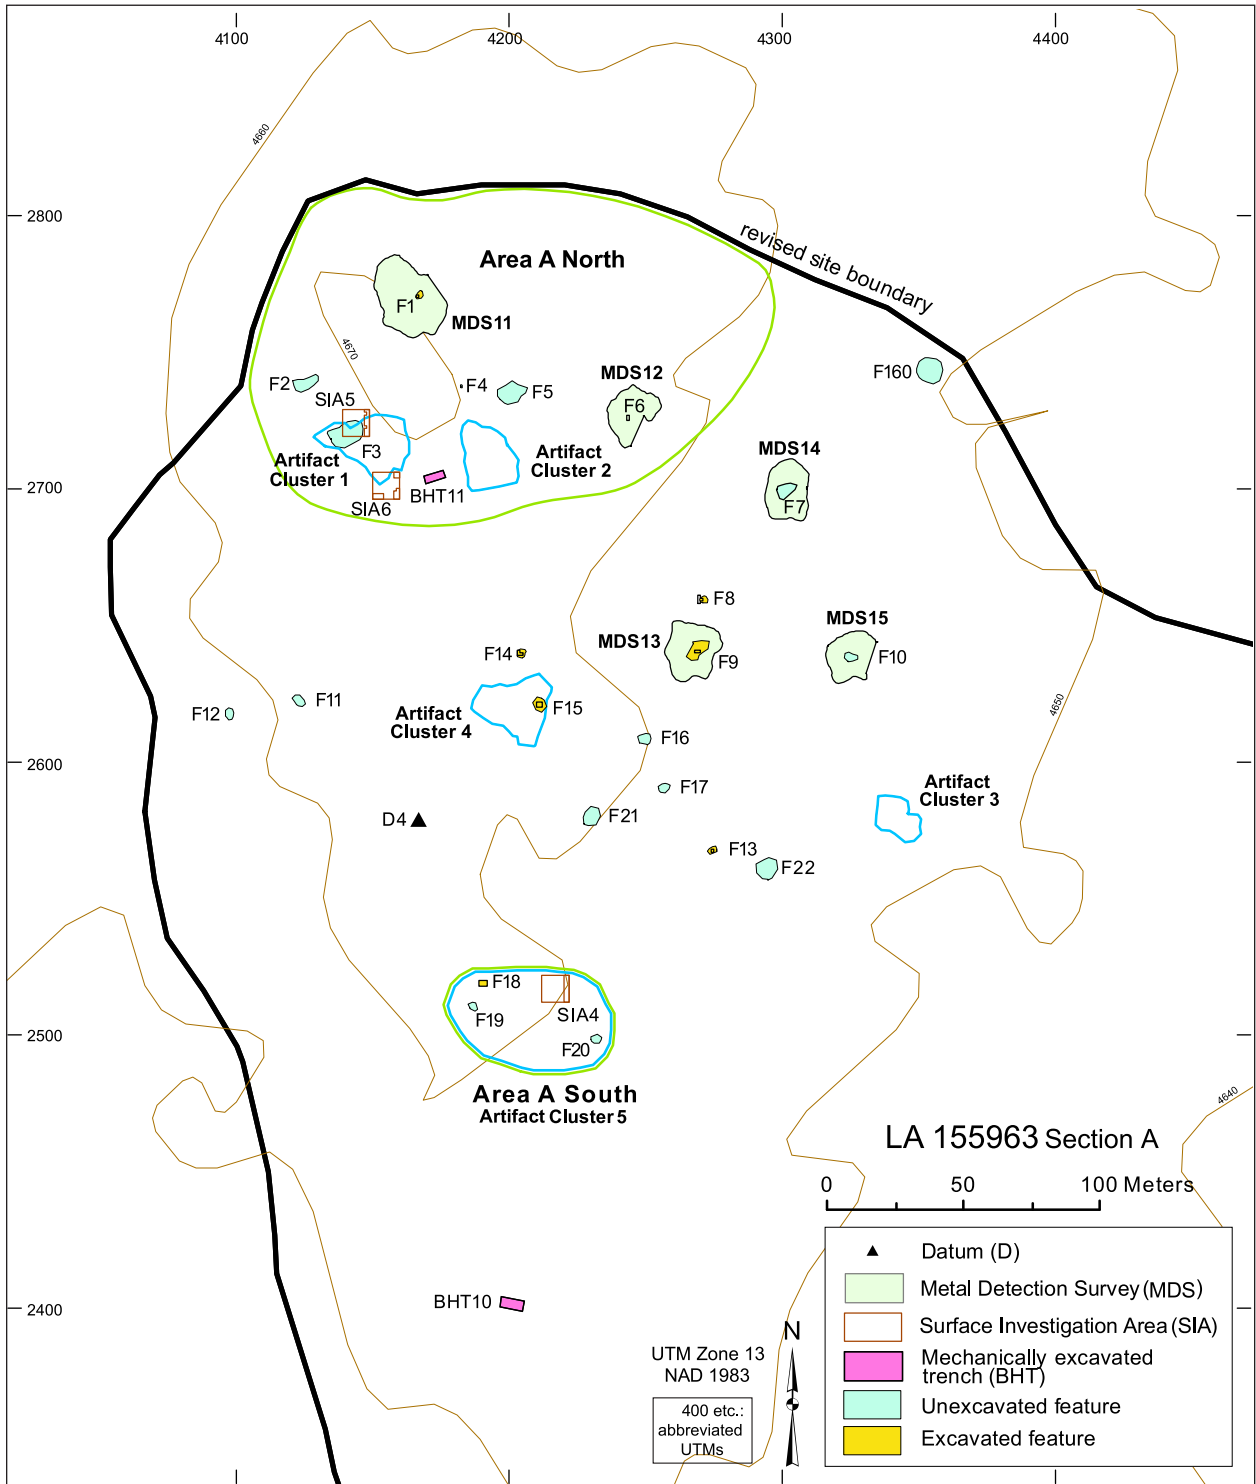 4100
4200
4300
4400
4660
2800
revised site boundary
Area A North
F1
MDS11
4670
F2
F4
F5
MDS12
F6
F160
SIA5
F3
Artifact
Cluster 1
Artifact
Cluster 2
MDS14
F7
2700
SIA6
BHT11
F8
MDS13
F9
MDS15
F10
F14
F15
F11
F12
Artifact
Cluster 4
4650
F16
2600
F17
Artifact
Cluster 3
D4
F21
F13
F22
F18
F19
SIA4
F20
2500
Area A South
Artifact Cluster 5
4640
LA 155963 Section A
0
50
100 Meters
2400
BHT10
N
UTM Zone 13
NAD 1983
400 etc.:
abbreviated
UTMs
Datum (D)
Metal Detection Survey (MDS)
Surface Investigation Area (SIA)
Mechanically excavated
trench (BHT)
Unexcavated feature
Excavated feature